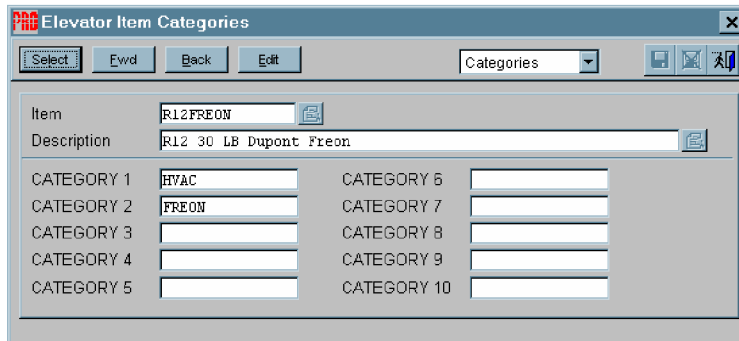 PRO Elevator Item Categories
Select Fwd Back Edit Categories
Item R12FREON
Description R12 30 LB Dupont Freon
CATEGORY 1 HVAC CATEGORY 6
CATEGORY 2 FREON CATEGORY 7
CATEGORY 3 CATEGORY 8
CATEGORY 4 CATEGORY 9
CATEGORY 5 CATEGORY 10